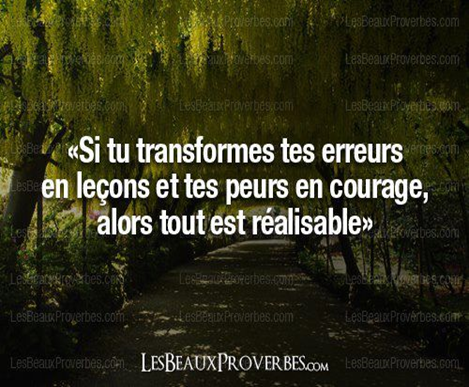 «Si tu transformes tes erreurs
en leçons et tes peurs en courage,
alors tout est réalisable»
LESBEAUXPROVERBES.COM